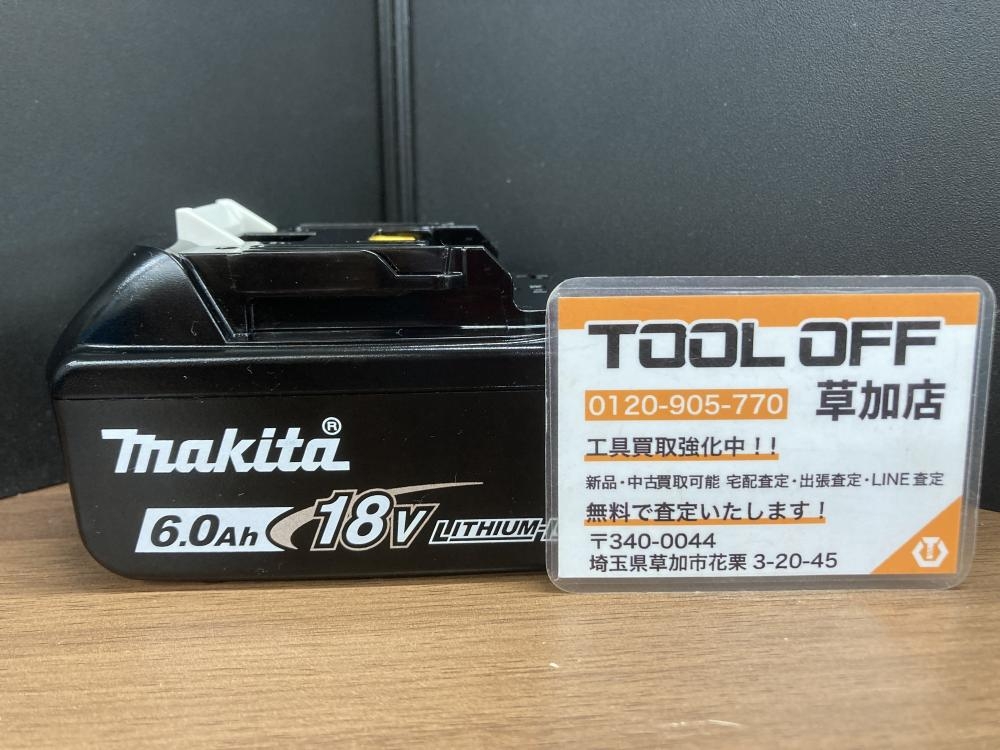 makita®
6.0Ah 18V LITHIUM-I
TOOL OFF
0120-905-770 草加店
工具買取強化中！！
新品・中古買取可能 宅配査定・出張査定・LINE査定
無料で査定いたします！
〒340-0044
埼玉県草加市花栗 3-20-45